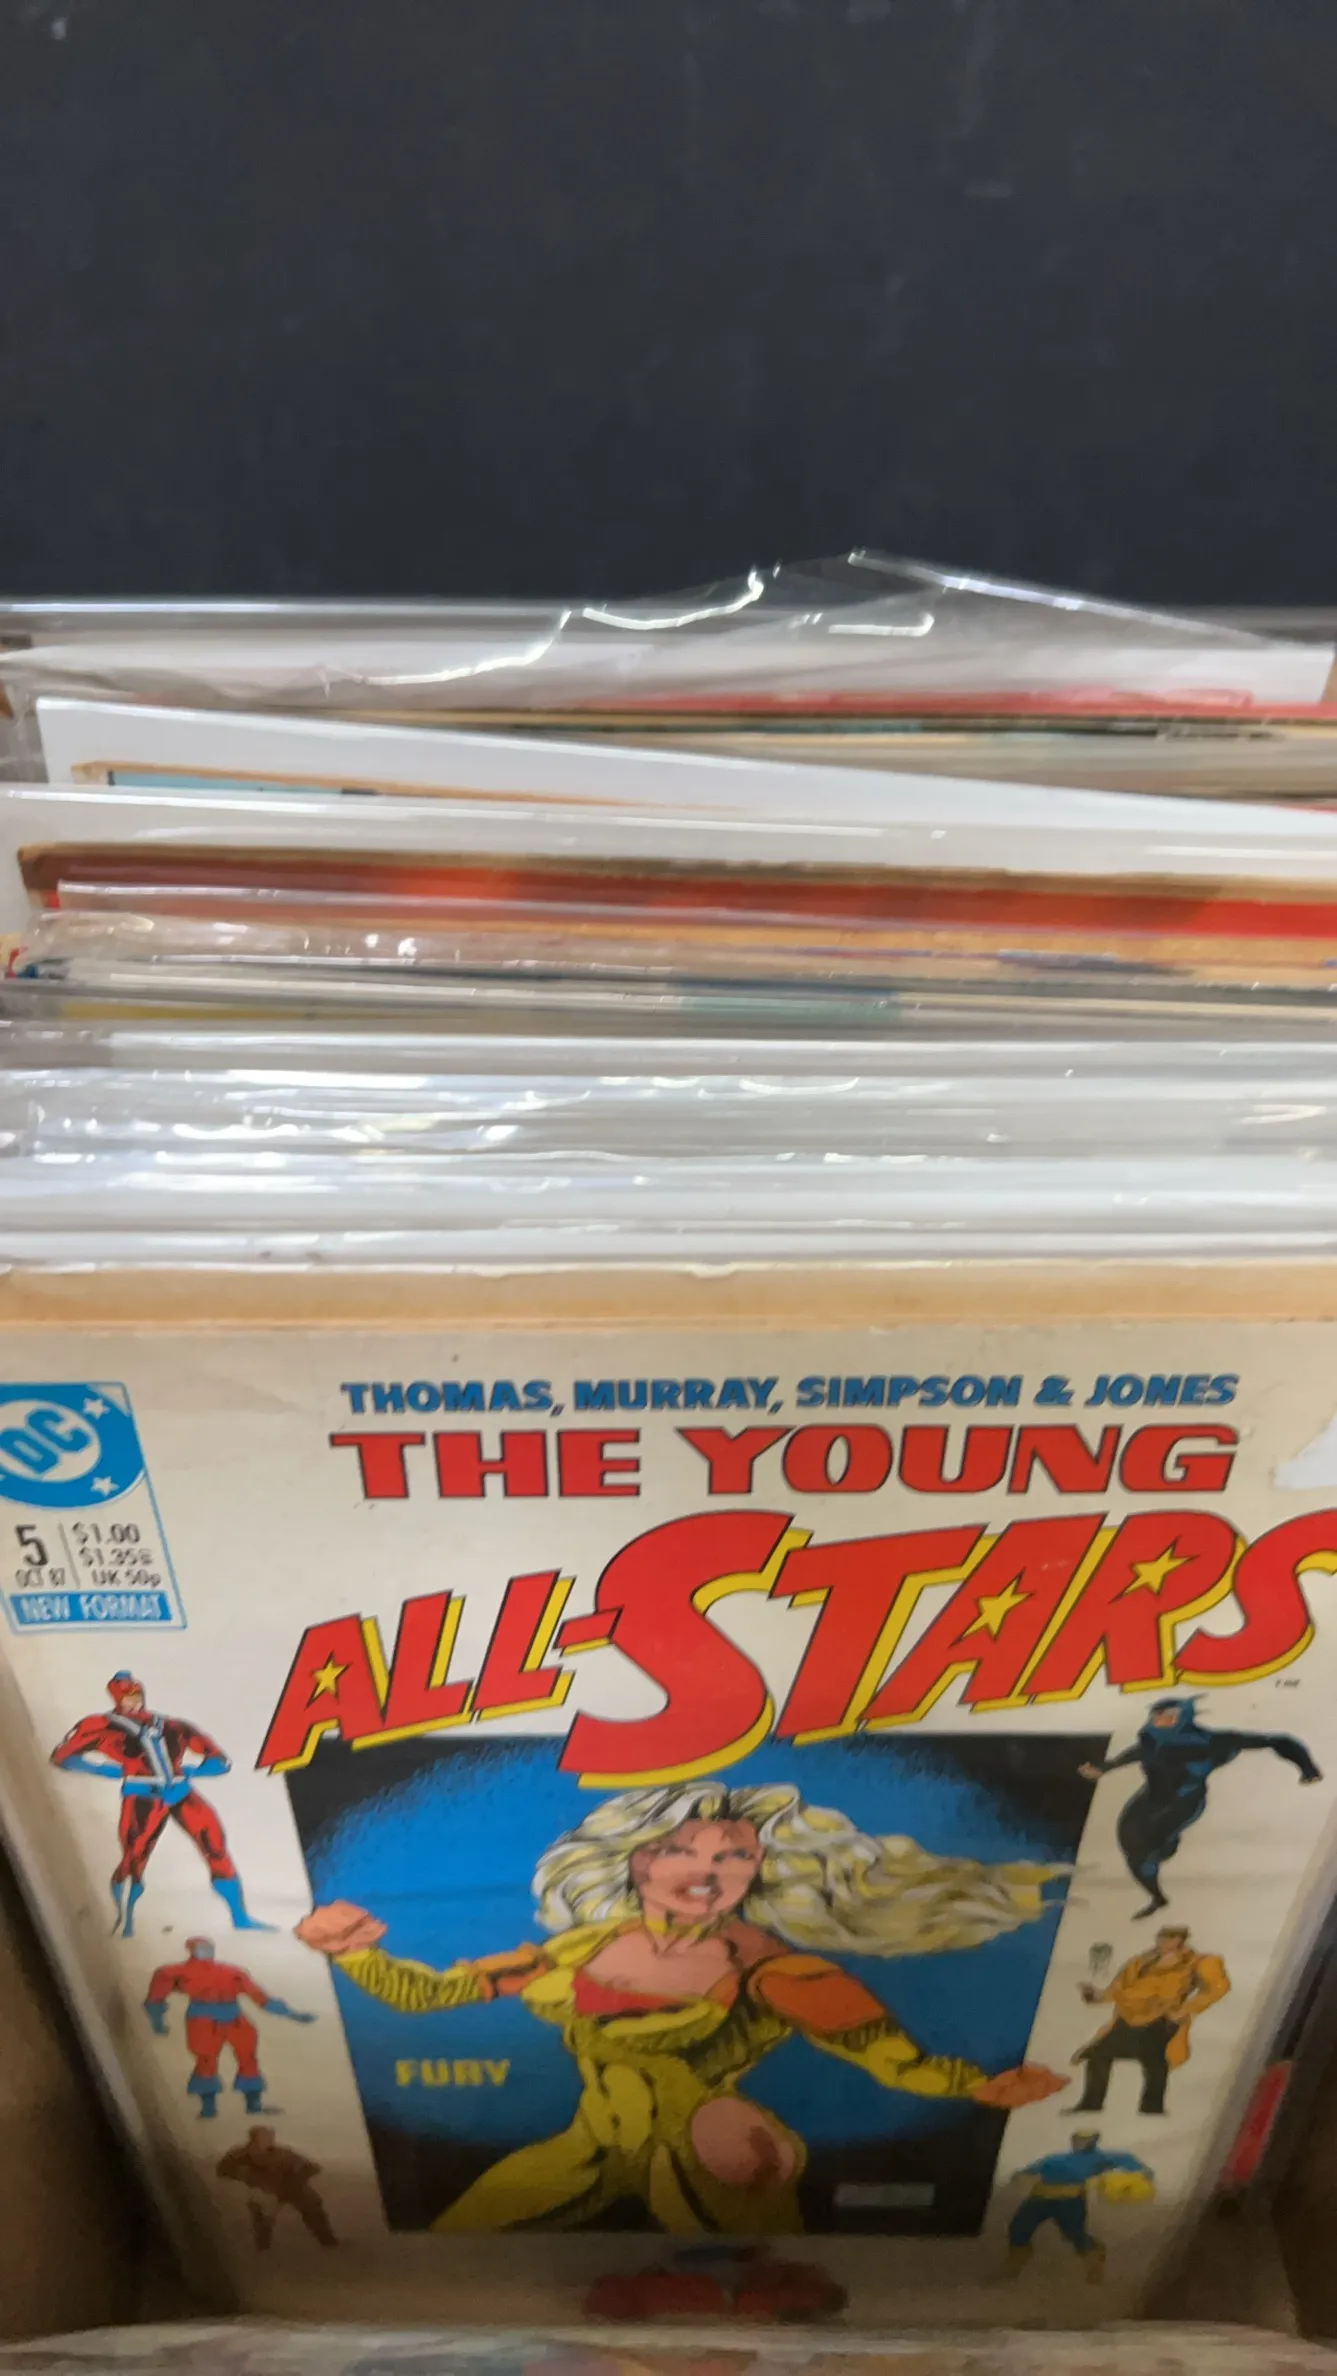 THOMAS, MURRAY, SIMPSON & JONES
THE YOUNG
ALL-STARS
DC
5 $1.00
$1.35
OCT 87 UK 50p
NEW FORMAT
FURY